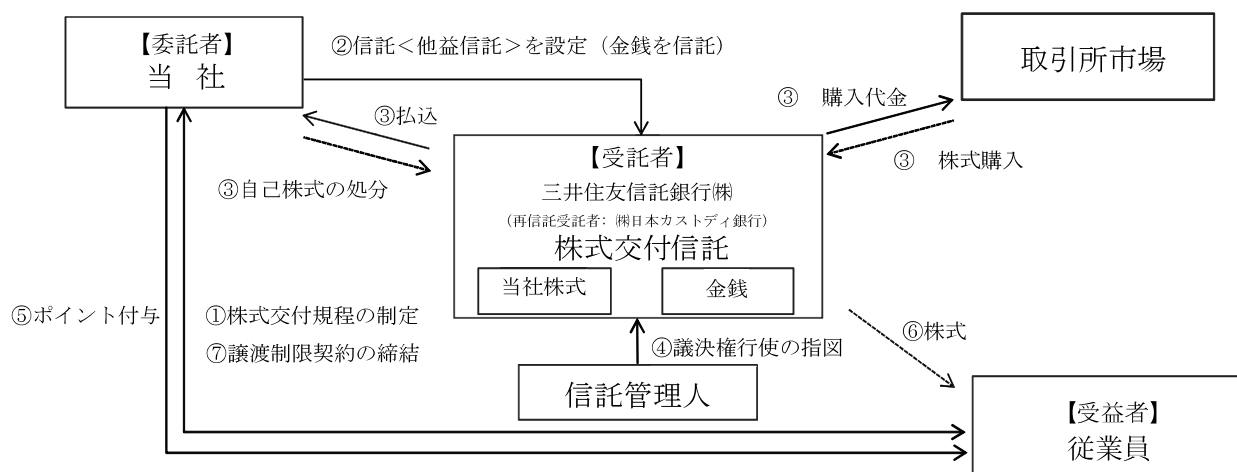 【委託者】
当 社
②信託＜他益信託＞を設定（金銭を信託）
取引所市場
③ 購入代金
③払込
③ 株式購入
③自己株式の処分
【受託者】
三井住友信託銀行㈱
（再信託受託者：㈱日本カストディ銀行）
株式交付信託
当社株式
金銭
⑤ポイント付与
①株式交付規程の制定
⑦譲渡制限契約の締結
④議決権行使の指図
⑥株式
信託管理人
【受益者】
従業員